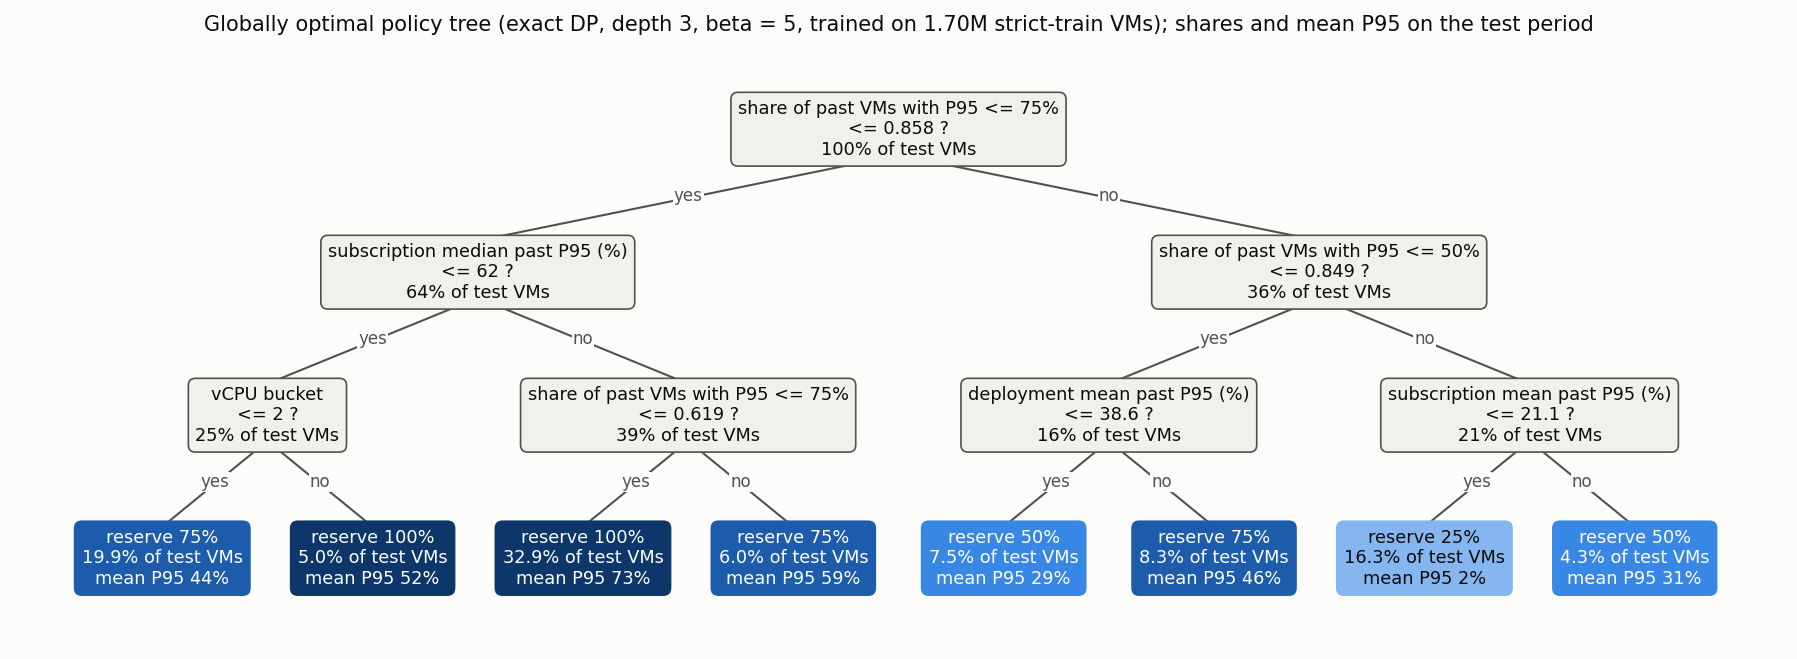 Globally optimal policy tree (exact DP, depth 3, beta = 5, trained on 1.70M strict-train VMs); shares and mean P95 on the test period
share of past VMs with P95 <= 75%
<= 0.858 ?
100% of test VMs
yes
no
subscription median past P95 (%)
<= 62 ?
64% of test VMs
share of past VMs with P95 <= 50%
<= 0.849 ?
36% of test VMs
yes
no
yes
no
vCPU bucket
<= 2 ?
25% of test VMs
share of past VMs with P95 <= 75%
<= 0.619 ?
39% of test VMs
deployment mean past P95 (%)
<= 38.6 ?
16% of test VMs
subscription mean past P95 (%)
<= 21.1 ?
21% of test VMs
yes
no
yes
no
yes
no
yes
no
reserve 75%
19.9% of test VMs
mean P95 44%
reserve 100%
5.0% of test VMs
mean P95 52%
reserve 100%
32.9% of test VMs
mean P95 73%
reserve 75%
6.0% of test VMs
mean P95 59%
reserve 50%
7.5% of test VMs
mean P95 29%
reserve 75%
8.3% of test VMs
mean P95 46%
reserve 25%
16.3% of test VMs
mean P95 2%
reserve 50%
4.3% of test VMs
mean P95 31%